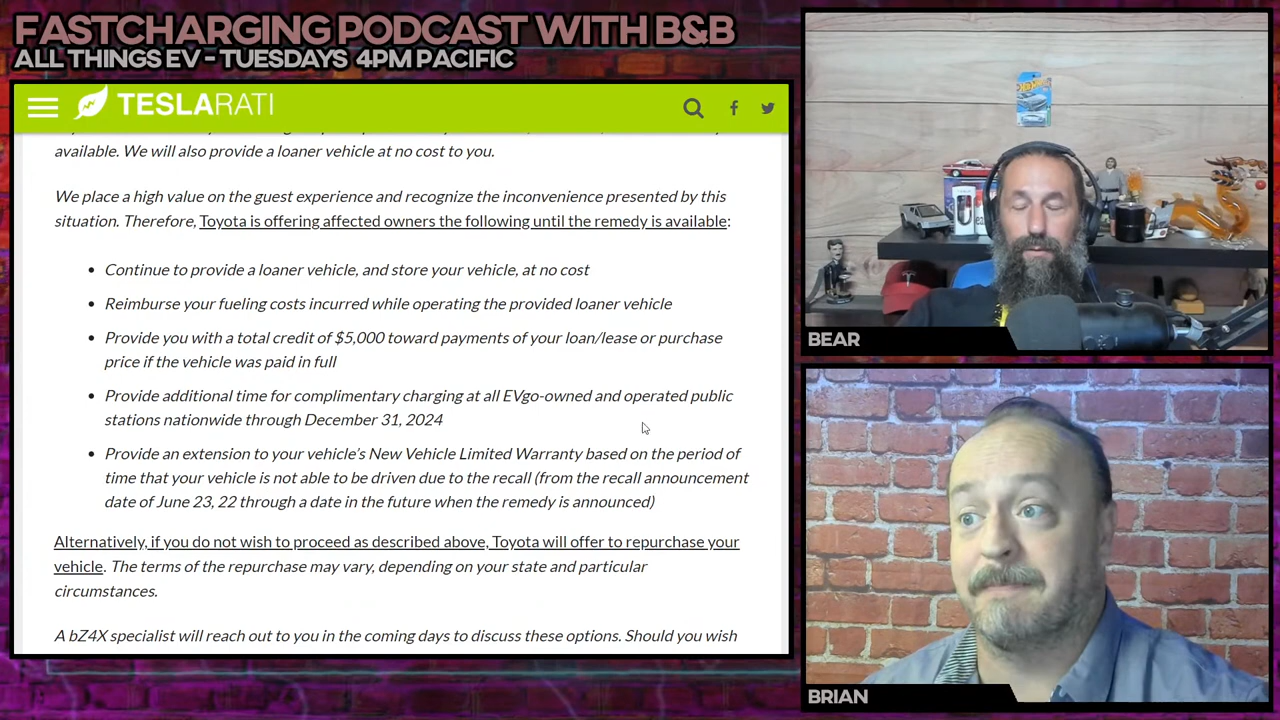 FASTCHARGING PODCAST WITH B&B
ALL THINGS EV - TUESDAYS 4PM PACIFIC
TESLARATI
available. We will also provide a loaner vehicle at no cost to you.
We place a high value on the guest experience and recognize the inconvenience presented by this
situation. Therefore, Toyota is offering affected owners the following until the remedy is available:
• Continue to provide a loaner vehicle, and store your vehicle, at no cost
• Reimburse your fueling costs incurred while operating the provided loaner vehicle
• Provide you with a total credit of $5,000 toward payments of your loan/lease or purchase
price if the vehicle was paid in full
• Provide additional time for complimentary charging at all EVgo-owned and operated public
stations nationwide through December 31, 2024
• Provide an extension to your vehicle's New Vehicle Limited Warranty based on the period of
time that your vehicle is not able to be driven due to the recall (from the recall announcement
date of June 23, 22 through a date in the future when the remedy is announced)
Alternatively, if you do not wish to proceed as described above, Toyota will offer to repurchase your
vehicle. The terms of the repurchase may vary, depending on your state and particular
circumstances.
A bZ4X specialist will reach out to you in the coming days to discuss these options. Should you wish
BEAR
BRIAN